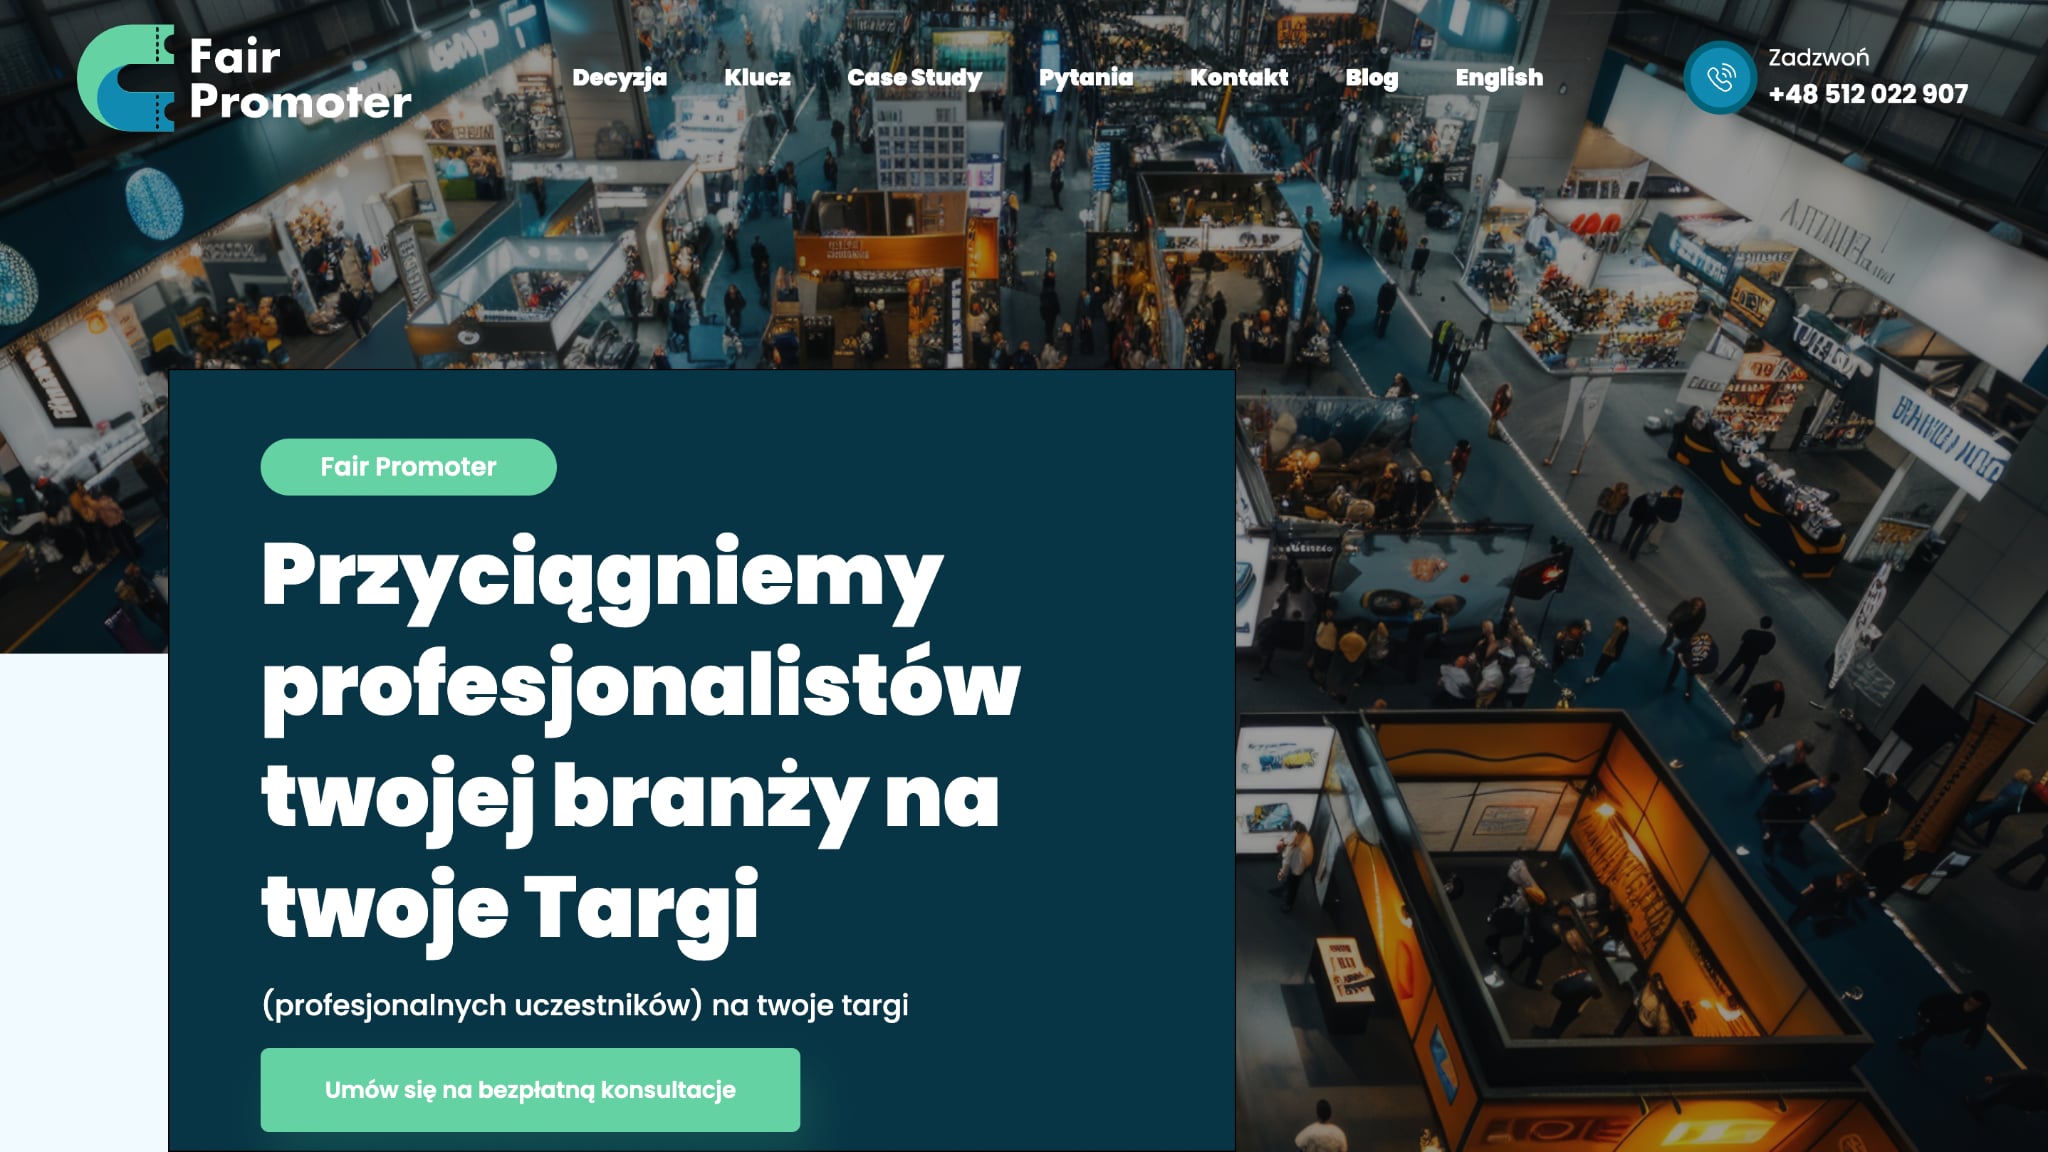 Fair
Promoter
Decyzja
Klucz
Case Study
Pytania
Kontakt
Blog
English
Zadzwoń
+48 512 022 907
Fair Promoter
Przyciągniemy
profesjonalistów
twojej branży na
twoje Targi
(profesjonalnych uczestników) na twoje targi
Umów się na bezpłatną konsultacje